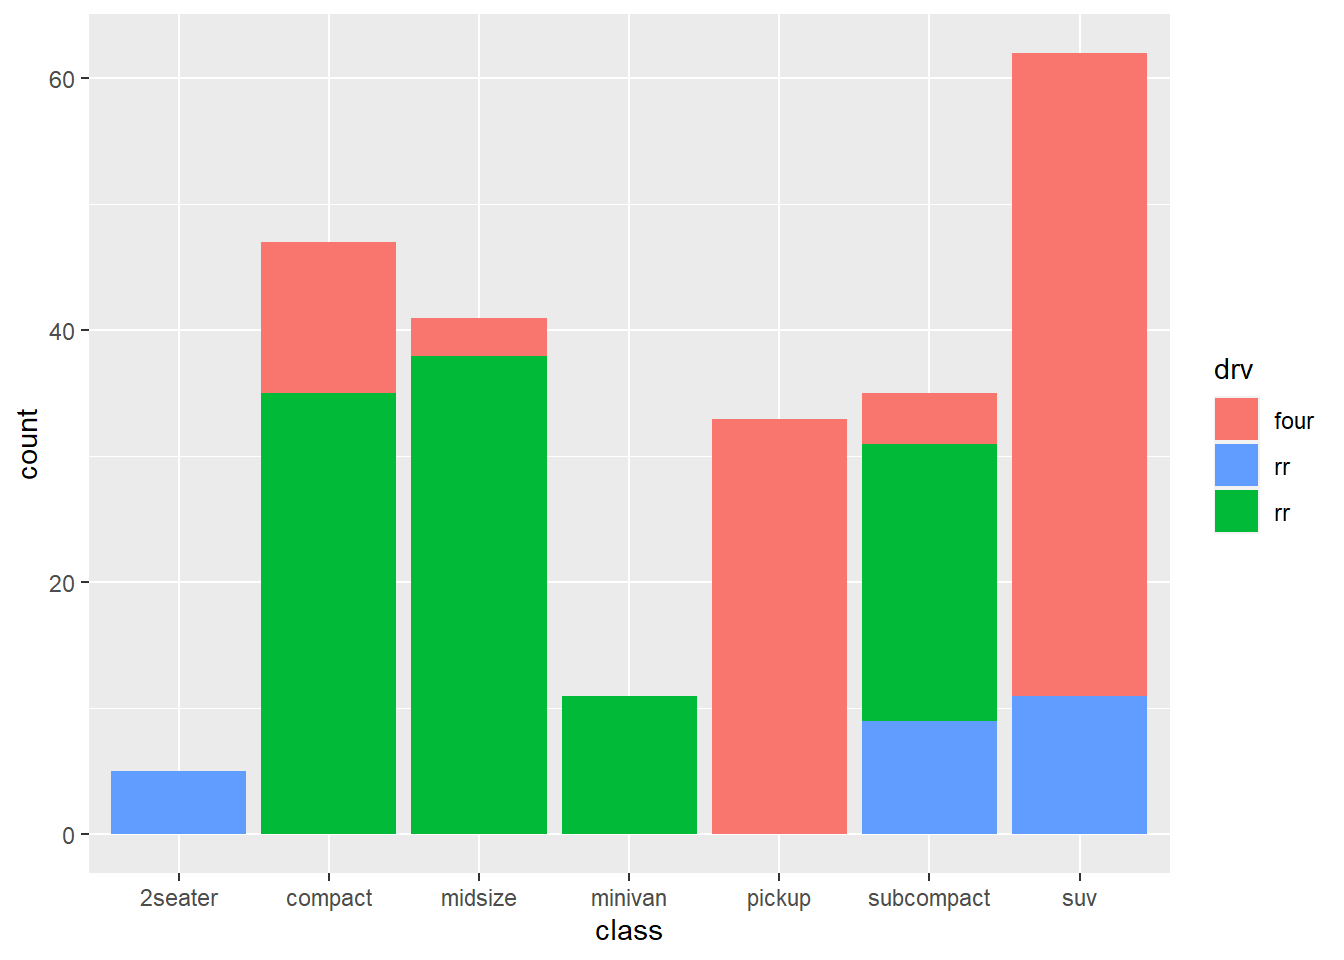 60
40
20
0
count
2seater
compact
midsize
minivan
pickup
subcompact
suv
class
drv
four
rr
rr